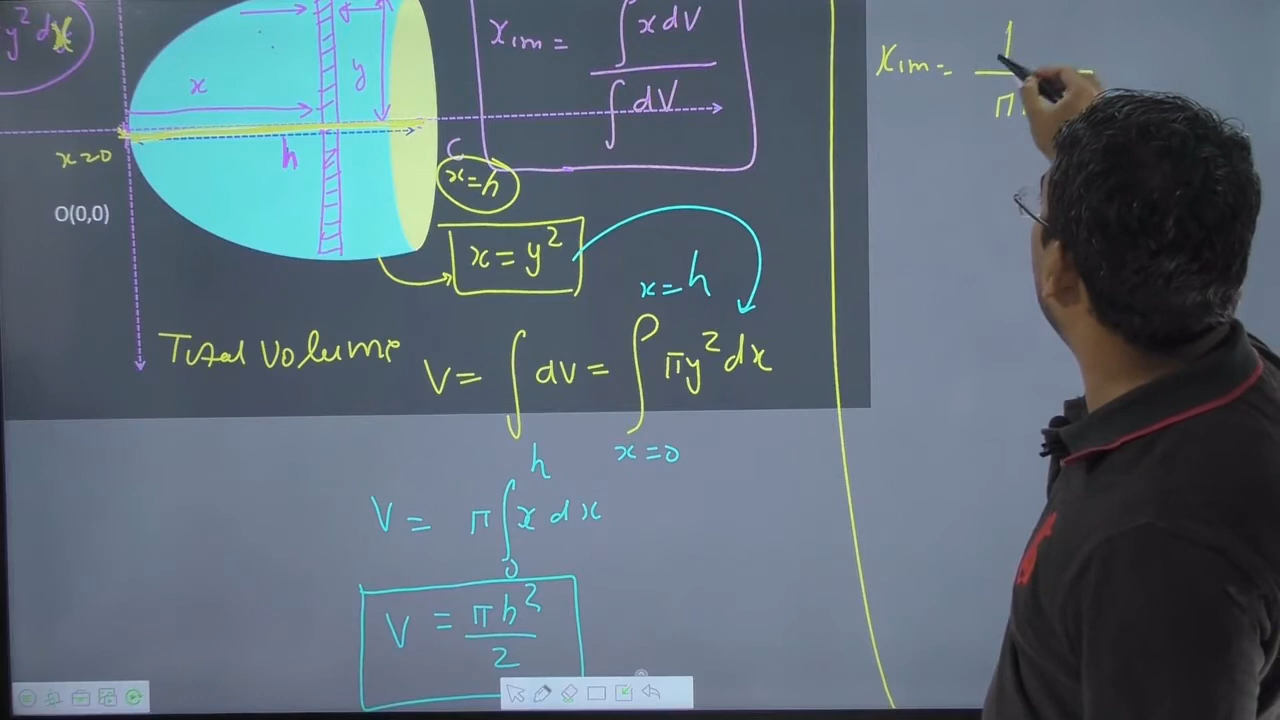 y² dx
x
y
h
x=0
O(0,0)
C
x=h
x₁ₘ = ∫ x dV / ∫ dV
x = y²
Total Volume
V = ∫ dv = ∫ πy² dx
x=h
x=0
V = π ∫₀ʰ x dx
V = πh²/2
x₁ₘ = 1
π